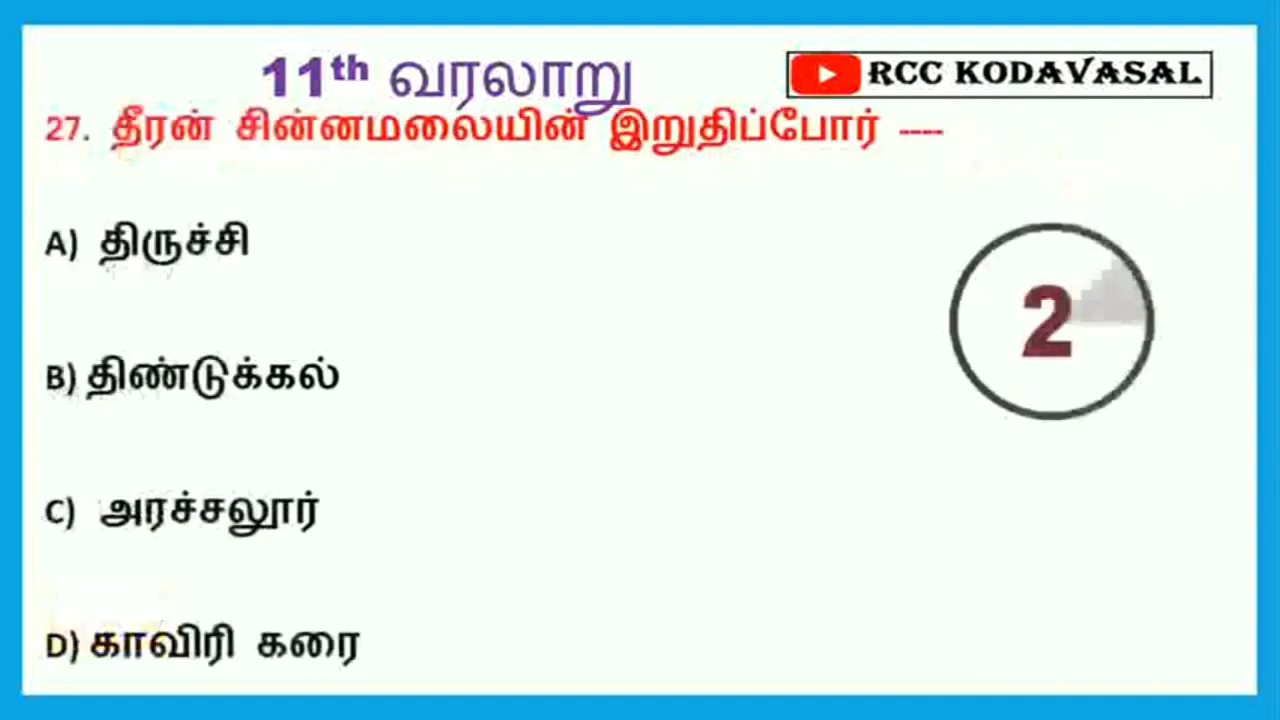 11th வரலாறு
RCC KODAVASAL
27. தீரன் சின்னமலையின் இறுதிப்போர் ----
A) திருச்சி
2
B) திண்டுக்கல்
C) அரச்சலூர்
D) காவிரி கரை